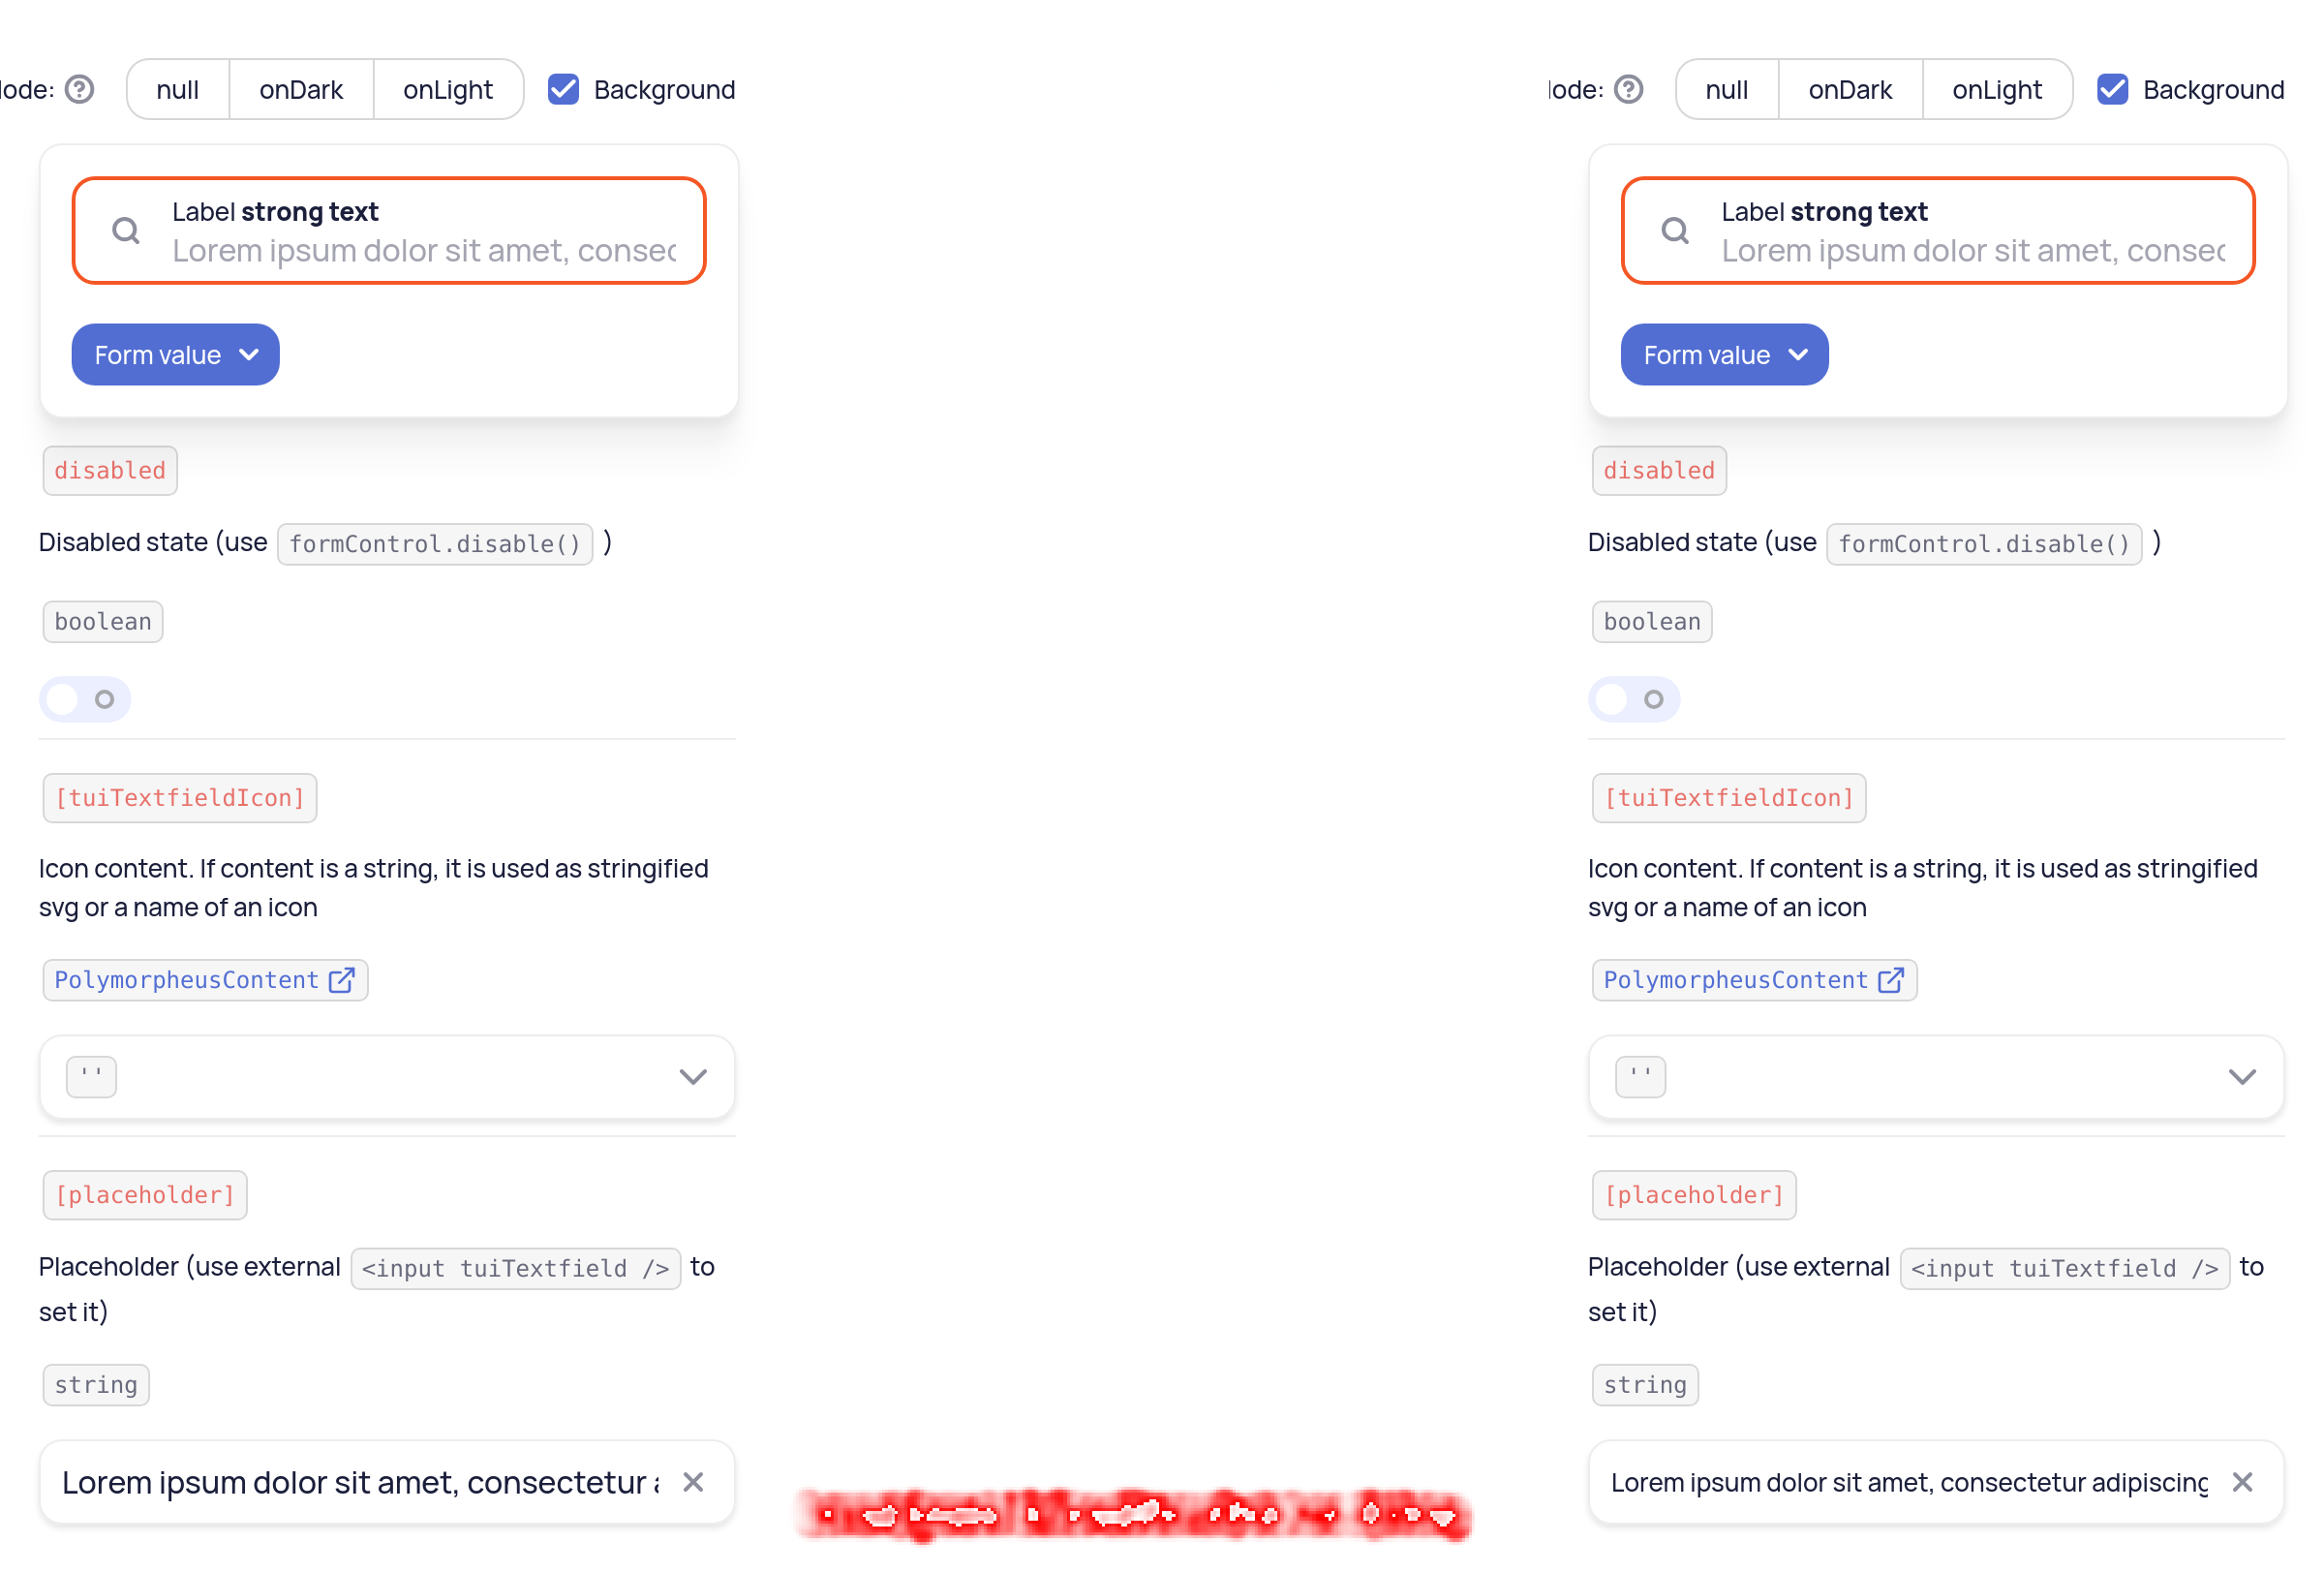 lode: null onDark onLight Background
Label strong text
Lorem ipsum dolor sit amet, consec
Form value
disabled
Disabled state (use formControl.disable() )
boolean
[tuiTextfieldIcon]
Icon content. If content is a string, it is used as stringified
svg or a name of an icon
PolymorpheusContent
''
[placeholder]
Placeholder (use external <input tuiTextfield /> to
set it)
string
Lorem ipsum dolor sit amet, consectetur a
lode: null onDark onLight Background
Label strong text
Lorem ipsum dolor sit amet, consec
Form value
disabled
Disabled state (use formControl.disable() )
boolean
[tuiTextfieldIcon]
Icon content. If content is a string, it is used as stringified
svg or a name of an icon
PolymorpheusContent
''
[placeholder]
Placeholder (use external <input tuiTextfield /> to
set it)
string
Lorem ipsum dolor sit amet, consectetur adipiscing